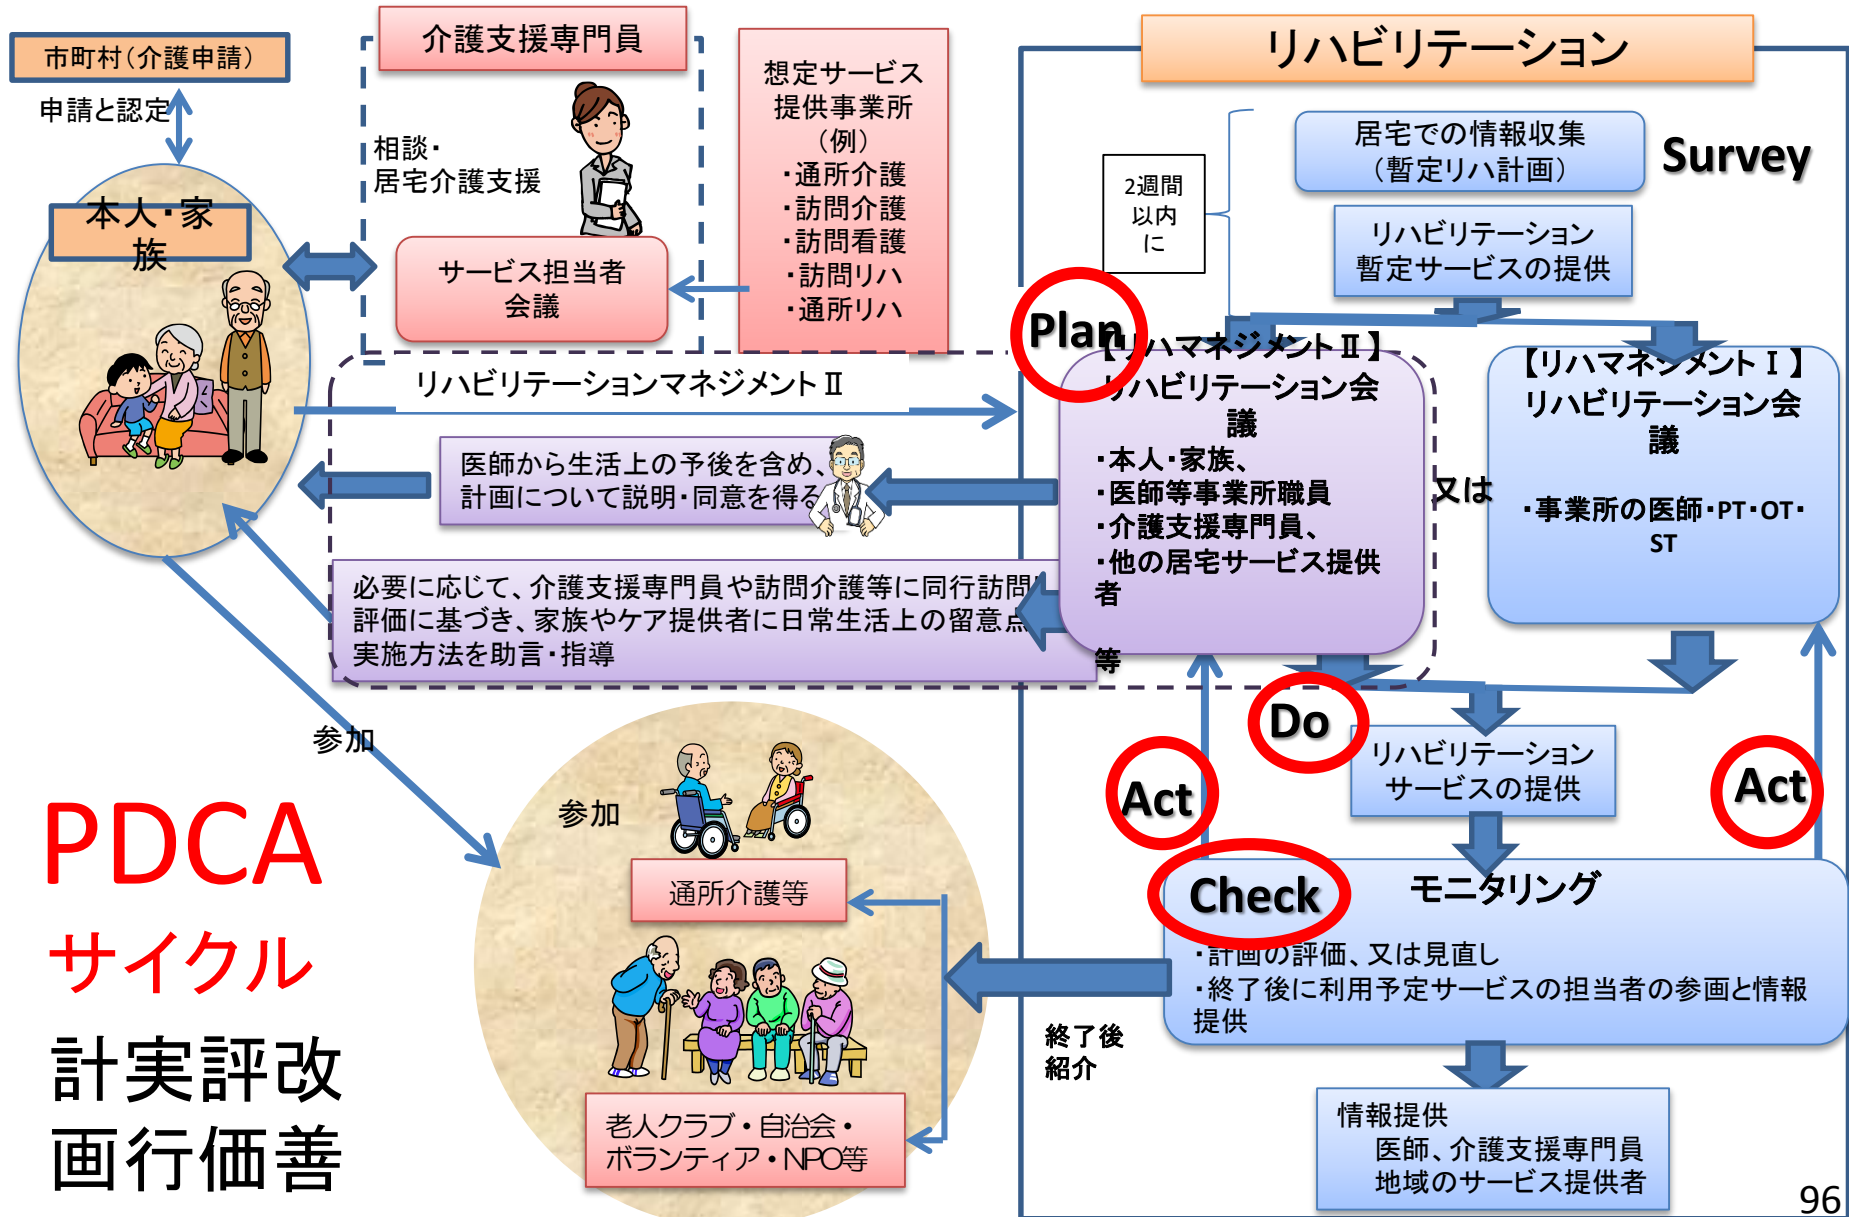 市町村(介護申請)
申請と認定
本人・家
族
介護支援専門員
相談・
居宅介護支援
サービス担当者
会議
想定サービス
提供事業所
(例)
・通所介護
・訪問介護
・訪問看護
・訪問リハ
・通所リハ
リハビリテーション
居宅での情報収集
(暫定リハ計画)
Survey
2週間
以内
に
リハビリテーション
暫定サービスの提供
Plan
【リハマネジメントⅡ】
リハビリテーション会
議
・本人・家族、
・医師等事業所職員
・介護支援専門員、
・他の居宅サービス提供
者
等
又は
【リハマネジメントⅠ】
リハビリテーション会
議
・事業所の医師・PT・OT・
ST
リハビリテーションマネジメントⅡ
医師から生活上の予後を含め、
計画について説明・同意を得る
必要に応じて、介護支援専門員や訪問介護等に同行訪問
評価に基づき、家族やケア提供者に日常生活上の留意点
実施方法を助言・指導
参加
Do
リハビリテーション
サービスの提供
Act
Act
Check
モニタリング
・計画の評価、又は見直し
・終了後に利用予定サービスの担当者の参画と情報
提供
終了後
紹介
情報提供
医師、介護支援専門員
地域のサービス提供者
参加
通所介護等
老人クラブ・自治会・
ボランティア・NPO等
PDCA
サイクル
計実評改
画行価善
96